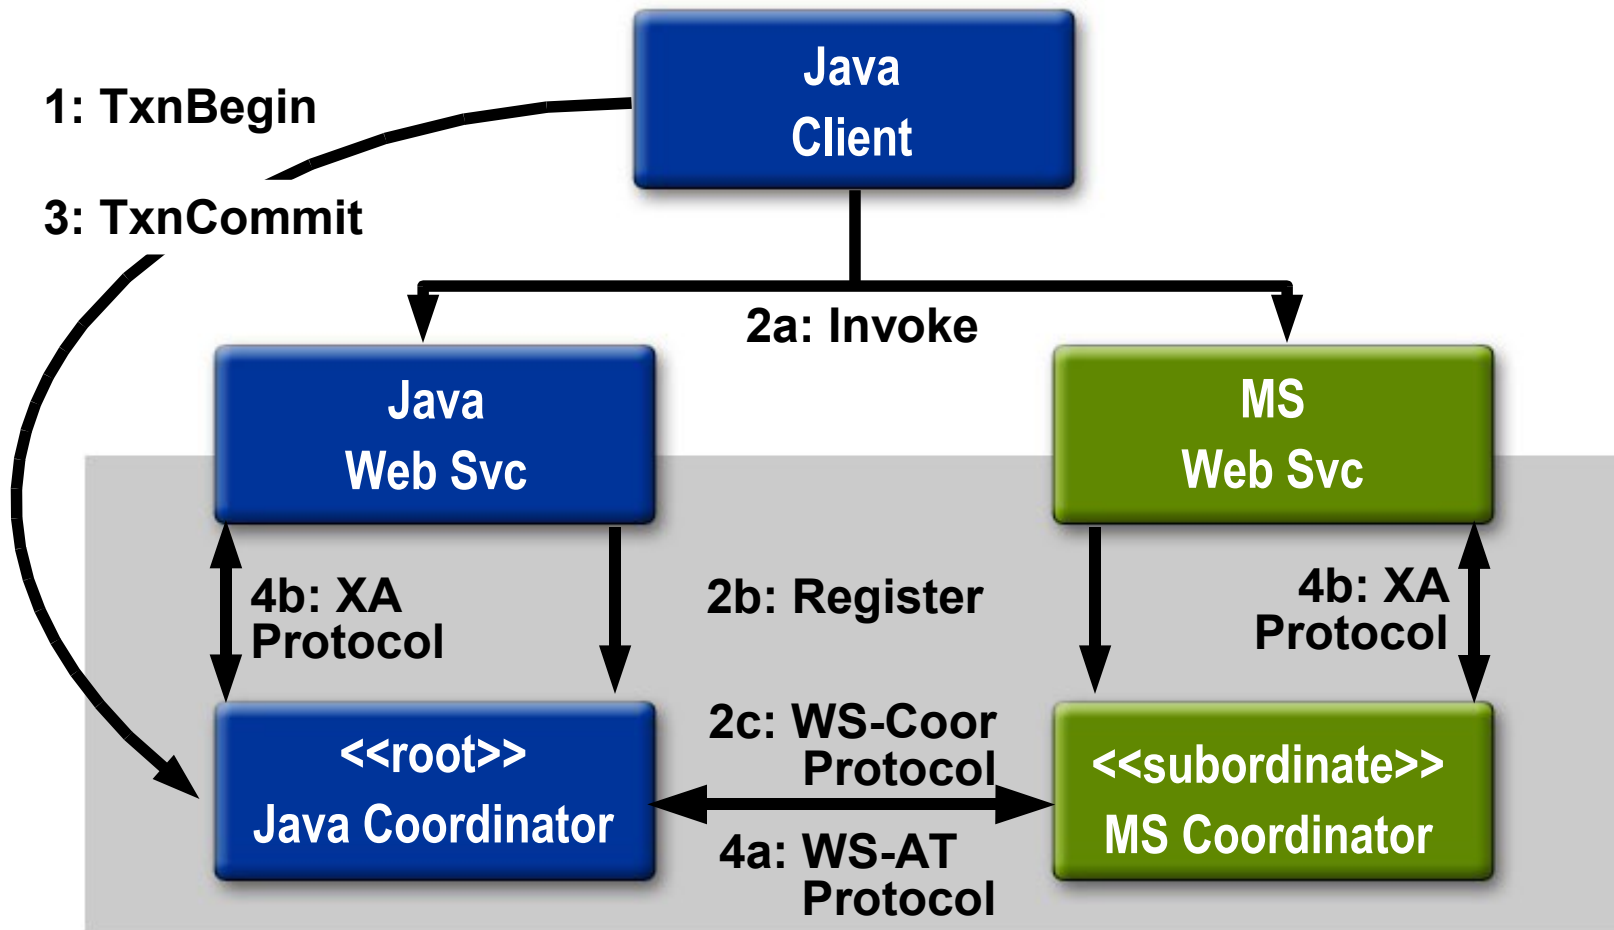 Java
Client
1: TxnBegin
3: TxnCommit
2a: Invoke
Java
Web Svc
MS
Web Svc
4b: XA
Protocol
2b: Register
4b: XA
Protocol
2c: WS-Coor
Protocol
<<root>>
Java Coordinator
<<subordinate>>
MS Coordinator
4a: WS-AT
Protocol